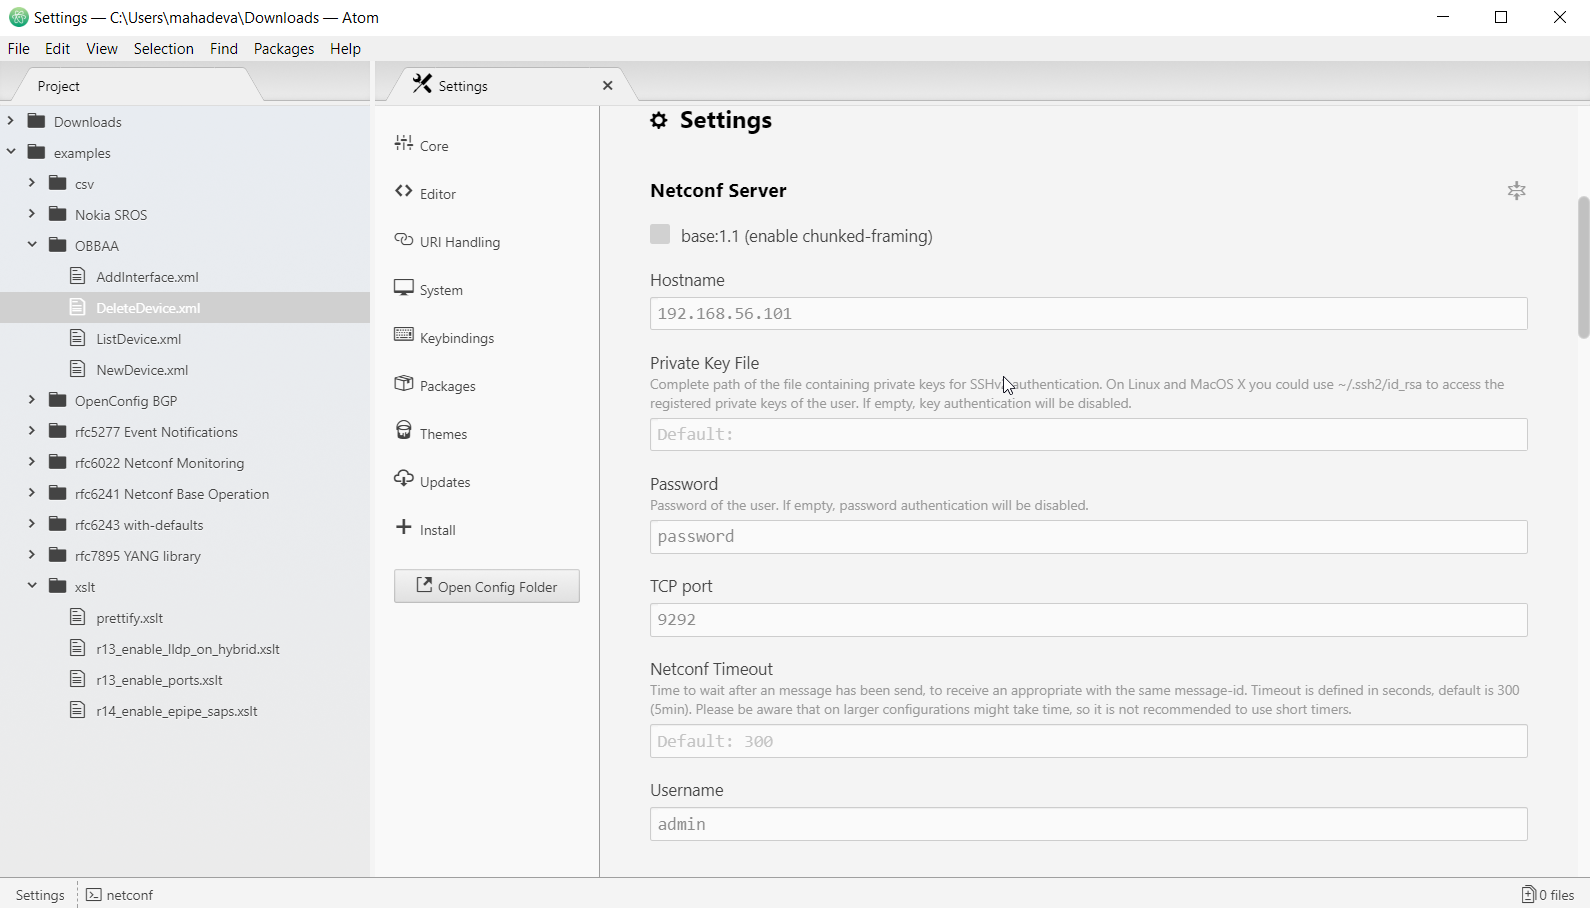 Settings — C:\Users\mahadeva\Downloads — Atom
File Edit View Selection Find Packages Help
Project
Settings
Downloads
examples
csv
Nokia SROS
OBBAA
AddInterface.xml
DeleteDevice.xml
ListDevice.xml
NewDevice.xml
OpenConfig BGP
rfc5277 Event Notifications
rfc6022 Netconf Monitoring
rfc6241 Netconf Base Operation
rfc6243 with-defaults
rfc7895 YANG library
xslt
prettify.xslt
r13_enable_lldp_on_hybrid.xslt
r13_enable_ports.xslt
r14_enable_epipe_saps.xslt
Core
Editor
URI Handling
System
Keybindings
Packages
Themes
Updates
Install
Open Config Folder
Settings
Netconf Server
base:1.1 (enable chunked-framing)
Hostname
192.168.56.101
Private Key File
Complete path of the file containing private keys for authentication. On Linux and MacOS X you could use ~/.ssh2/id_rsa to access the
registered private keys of the user. If empty, key authentication will be disabled.
Default:
Password
Password of the user. If empty, password authentication will be disabled.
password
TCP port
9292
Netconf Timeout
Time to wait after an message has been send, to receive an appropriate with the same message-id. Timeout is defined in seconds, default is 300
(5min). Please be aware that on larger configurations might take time, so it is not recommended to use short timers.
Default: 300
Username
admin
Settings
netconf
0 files